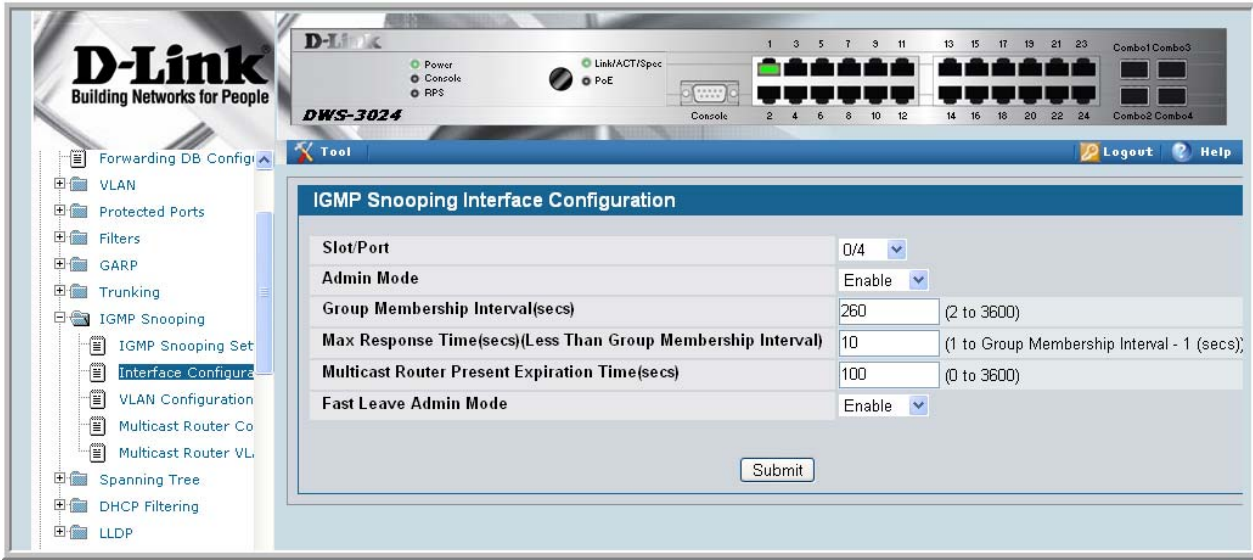 D-Link
Building Networks for People
D-Link
DWS-3024
Power
Console
RPS
Link/ACT/Spec
PoE
Console
1 3 5 7 9 11 13 15 17 19 21 23
2 4 6 8 10 12 14 16 18 20 22 24
Combo1 Combo3
Combo2 Combo4
Tool
Logout
Help
Forwarding DB Config
VLAN
Protected Ports
Filters
GARP
Trunking
IGMP Snooping
IGMP Snooping Set
Interface Configura
VLAN Configuration
Multicast Router Co
Multicast Router VL
Spanning Tree
DHCP Filtering
LLDP
IGMP Snooping Interface Configuration
Slot/Port 0/4
Admin Mode Enable
Group Membership Interval(secs) 260 (2 to 3600)
Max Response Time(secs)(Less Than Group Membership Interval) 10 (1 to Group Membership Interval - 1 (secs))
Multicast Router Present Expiration Time(secs) 100 (0 to 3600)
Fast Leave Admin Mode Enable
Submit